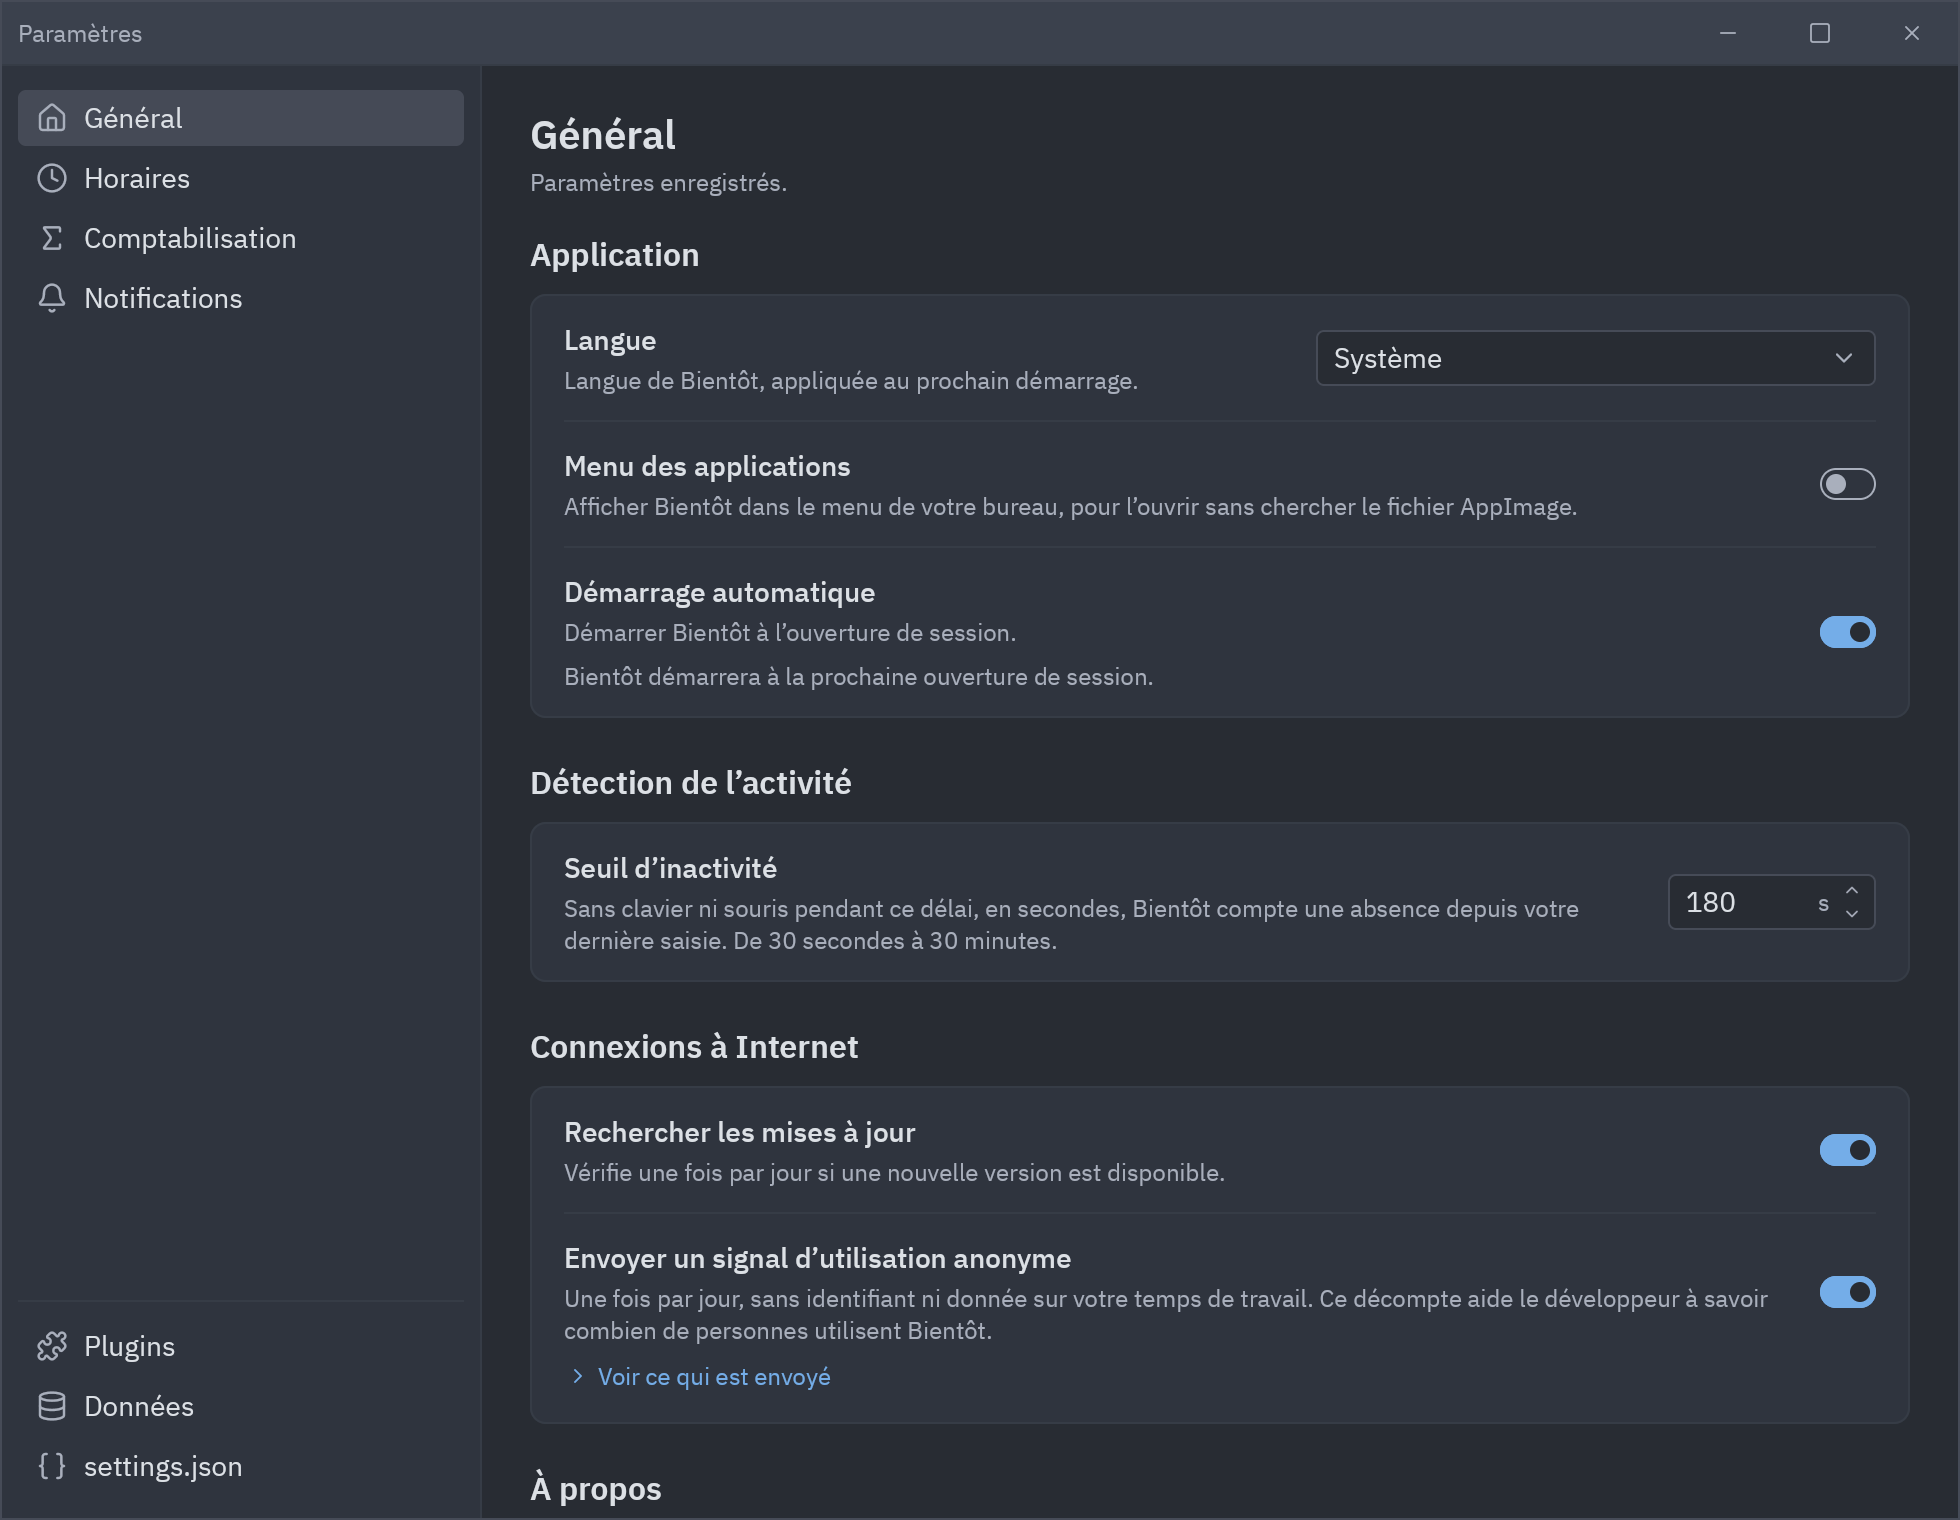 Paramètres
Général
Horaires
Comptabilisation
Notifications
Plugins
Données
settings.json
Général
Paramètres enregistrés.
Application
Langue
Langue de Bientôt, appliquée au prochain démarrage.
Système
Menu des applications
Afficher Bientôt dans le menu de votre bureau, pour l’ouvrir sans chercher le fichier AppImage.
Démarrage automatique
Démarrer Bientôt à l’ouverture de session.
Bientôt démarrera à la prochaine ouverture de session.
Détection de l’activité
Seuil d’inactivité
Sans clavier ni souris pendant ce délai, en secondes, Bientôt compte une absence depuis votre
dernière saisie. De 30 secondes à 30 minutes.
180 s
Connexions à Internet
Rechercher les mises à jour
Vérifie une fois par jour si une nouvelle version est disponible.
Envoyer un signal d’utilisation anonyme
Une fois par jour, sans identifiant ni donnée sur votre temps de travail. Ce décompte aide le développeur à savoir
combien de personnes utilisent Bientôt.
Voir ce qui est envoyé
À propos